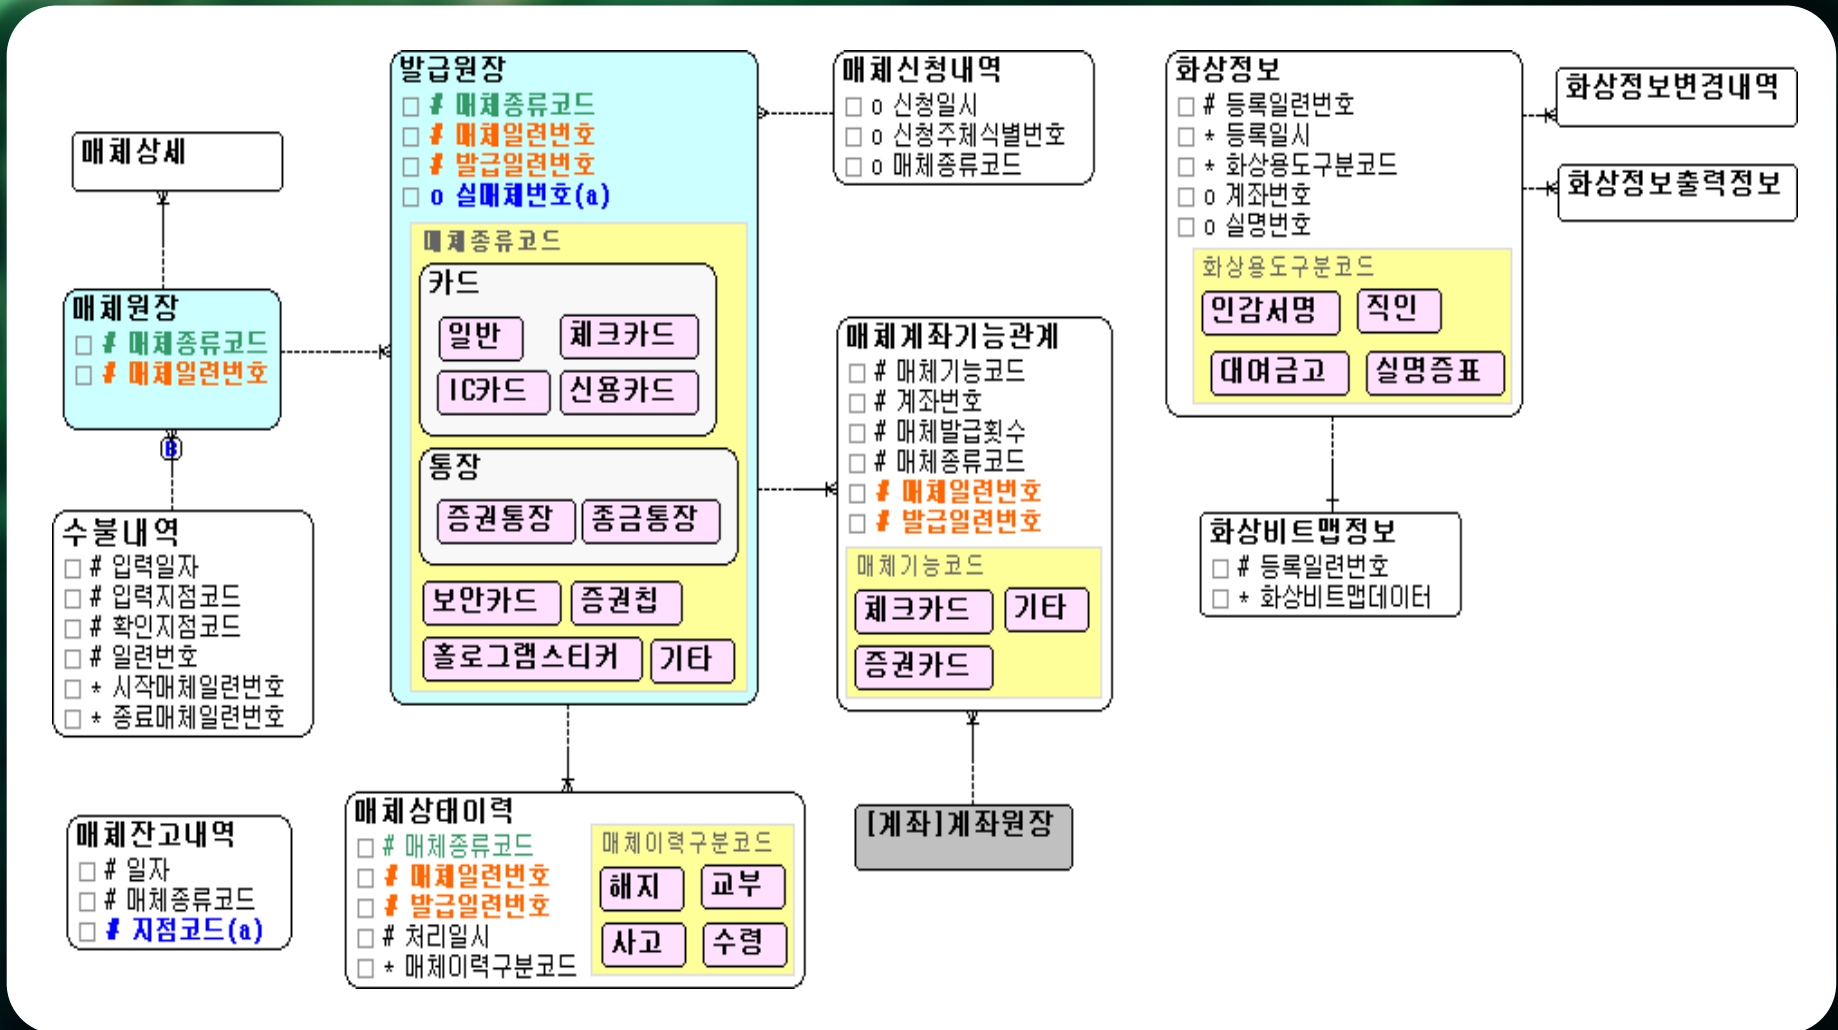 매체상세
매체원장
# 매체종류코드
# 매체일련번호
B
수불내역
# 입력일자
# 입력지점코드
# 확인지점코드
# 일련번호
* 시작매체일련번호
* 종료매체일련번호
매체잔고내역
# 일자
# 매체종류코드
# 지점코드(a)
발급원장
# 매체종류코드
# 매체일련번호
# 발급일련번호
o 실매체번호(a)
매체종류코드
카드
일반 체크카드
IC카드 신용카드
통장
증권통장 종금통장
보안카드 증권칩
홀로그램스티커 기타
매체상태이력
# 매체종류코드
# 매체일련번호
# 발급일련번호
# 처리일시
* 매체이력구분코드
매체이력구분코드
해지 교부
사고 수령
매체신청내역
o 신청일시
o 신청주체식별번호
o 매체종류코드
매체계좌기능관계
# 매체기능코드
# 계좌번호
# 매체발급횟수
# 매체종류코드
# 매체일련번호
# 발급일련번호
매체기능코드
체크카드 기타
증권카드
[계좌]계좌원장
화상정보
# 등록일련번호
* 등록일시
* 화상용도구분코드
o 계좌번호
o 실명번호
화상용도구분코드
인감서명 직인
대여금고 실명증표
화상정보변경내역
화상정보출력정보
화상비트맵정보
# 등록일련번호
* 화상비트맵데이터